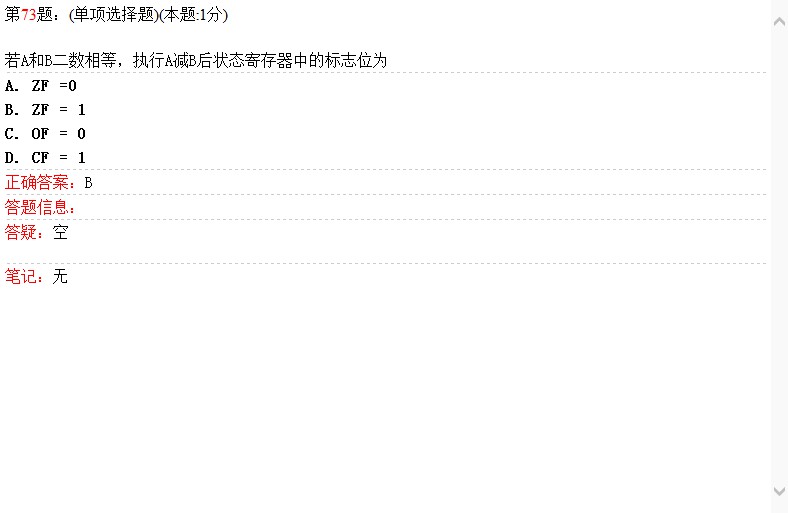 第73题：(单项选择题)(本题:1分)
若A和B二数相等，执行A减B后状态寄存器中的标志位为
A. ZF =0
B. ZF = 1
C. OF = 0
D. CF = 1
正确答案：B
答题信息：
答疑：空
笔记：无